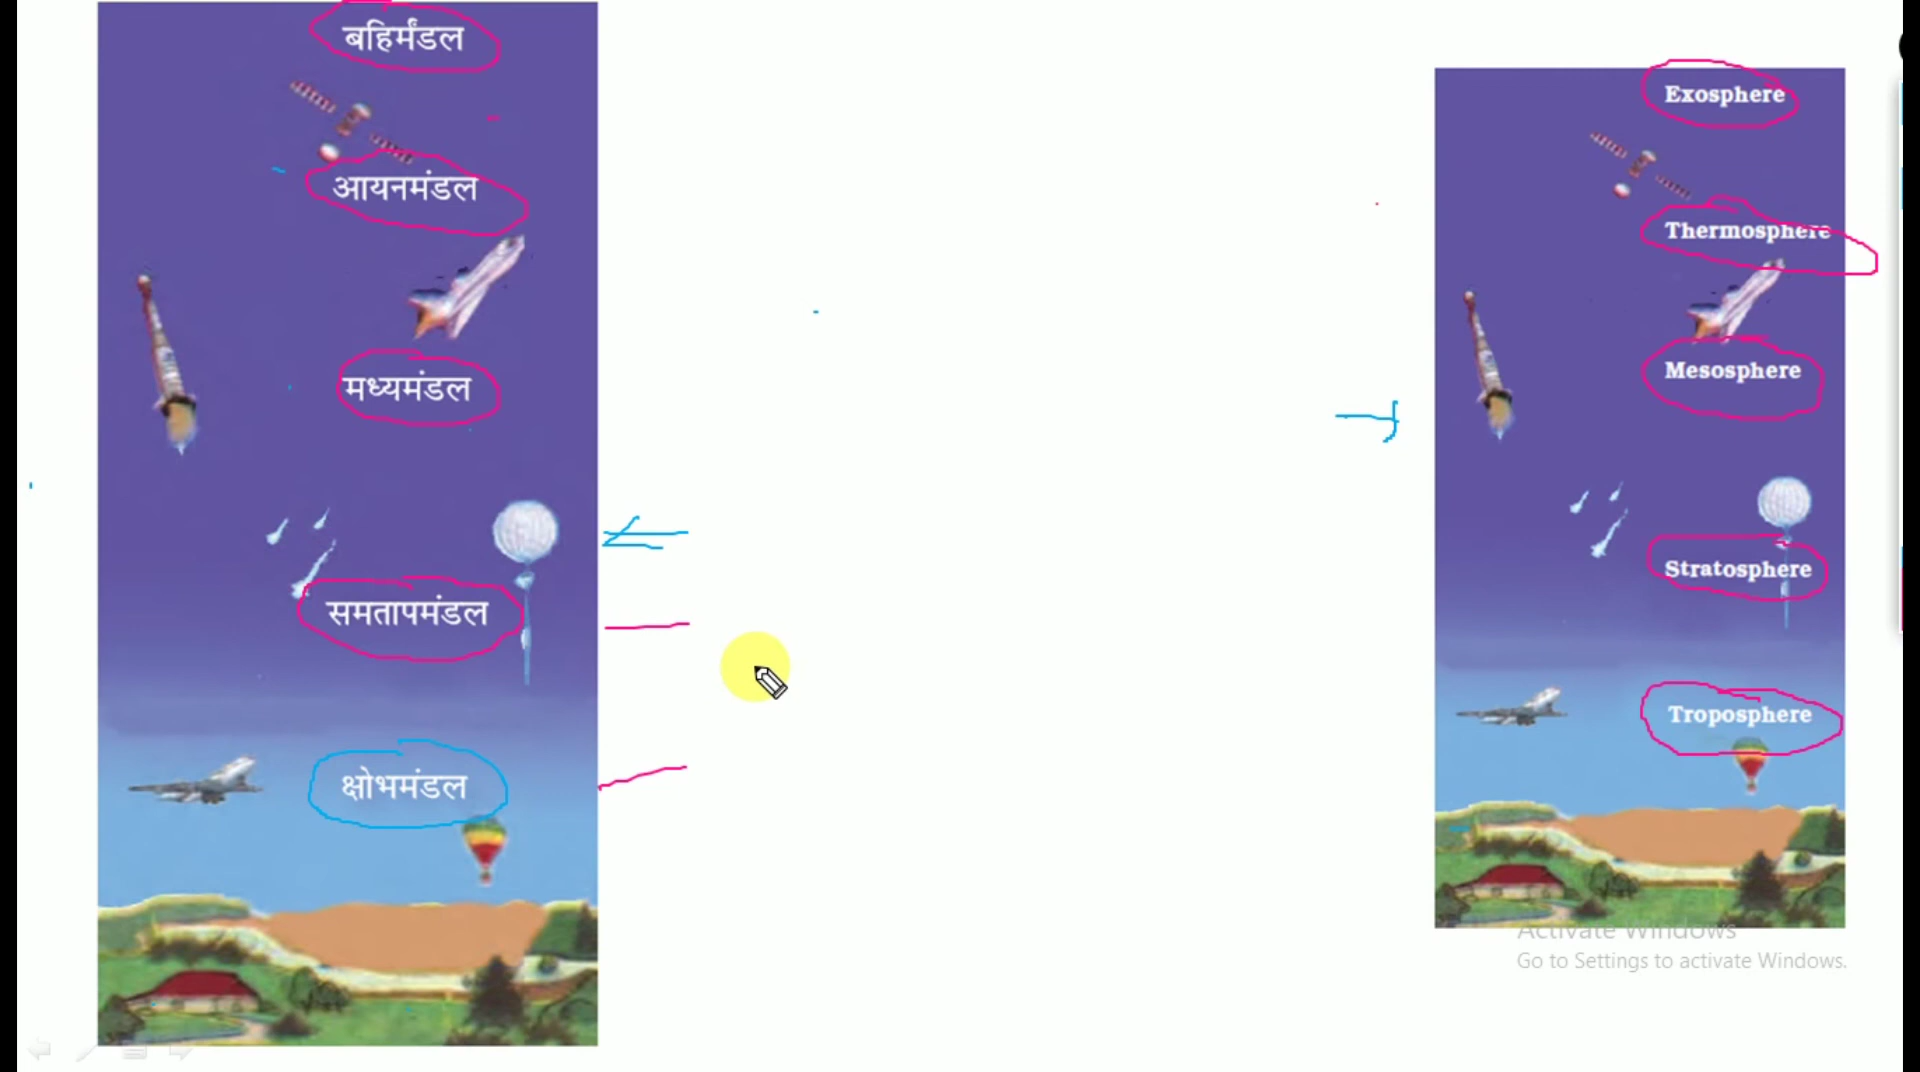 बहिर्मंडल
आयनमंडल
मध्यमंडल
समतापमंडल
क्षोभमंडल
Exosphere
Thermosphere
Mesosphere
Stratosphere
Troposphere
Activate Windows
Go to Settings to activate Windows.